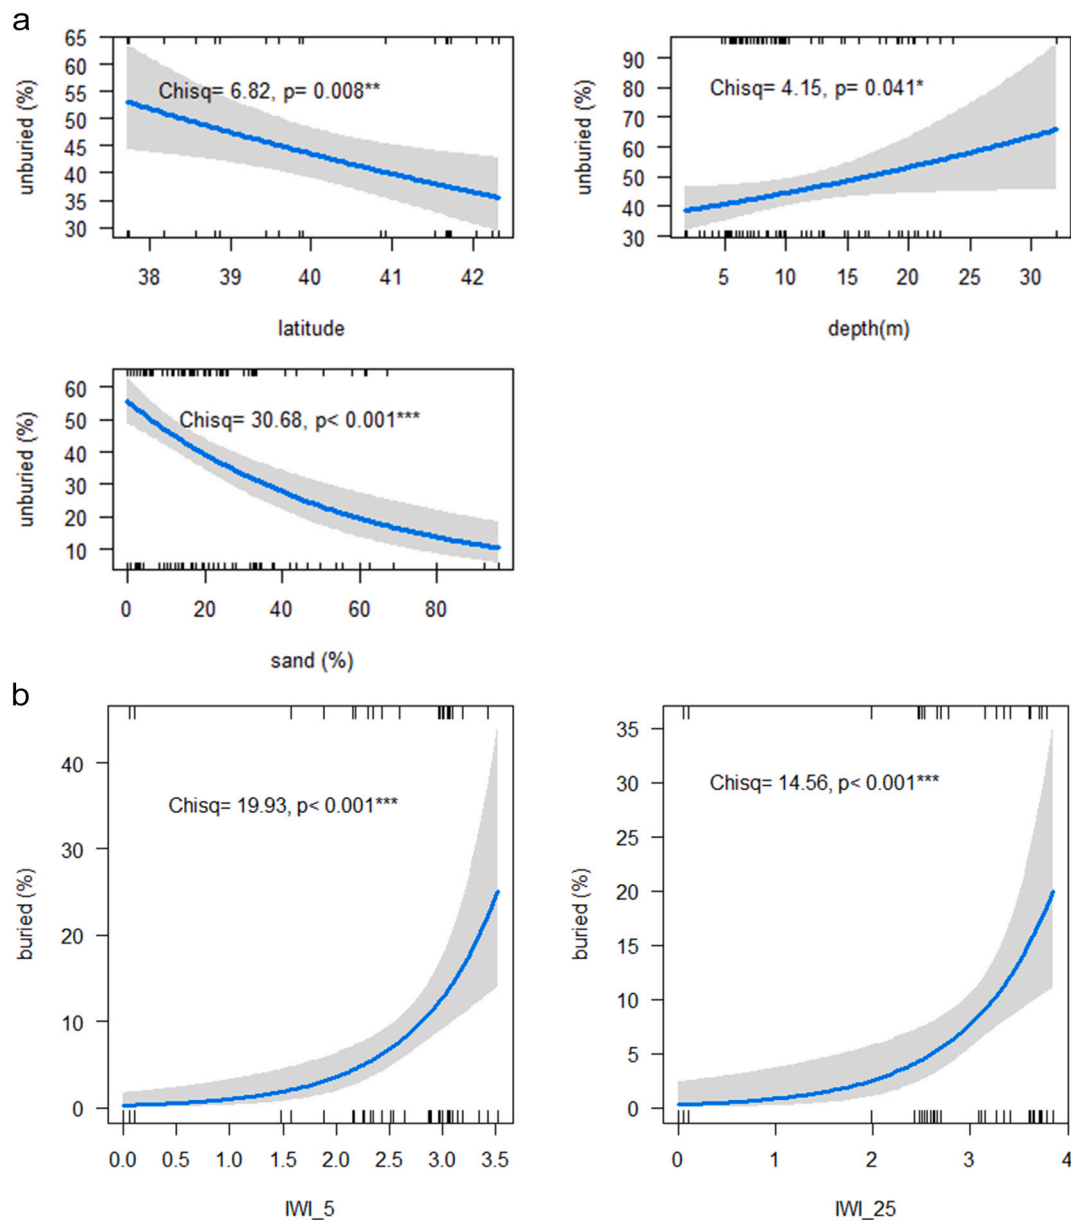 a
65
60
55
50
45
40
35
30
unburied (%)
Chisq= 6.82, p= 0.008**
38 39 40 41 42
latitude
90
80
70
60
50
40
30
unburied (%)
Chisq= 4.15, p= 0.041*
5 10 15 20 25 30
depth(m)
60
50
40
30
20
10
unburied (%)
Chisq= 30.68, p< 0.001***
0 20 40 60 80
sand (%)
b
40
30
20
10
0
buried (%)
Chisq= 19.93, p< 0.001***
0.0 0.5 1.0 1.5 2.0 2.5 3.0 3.5
IWI_5
35
30
25
20
15
10
5
0
buried (%)
Chisq= 14.56, p< 0.001***
0 1 2 3 4
IWI_25